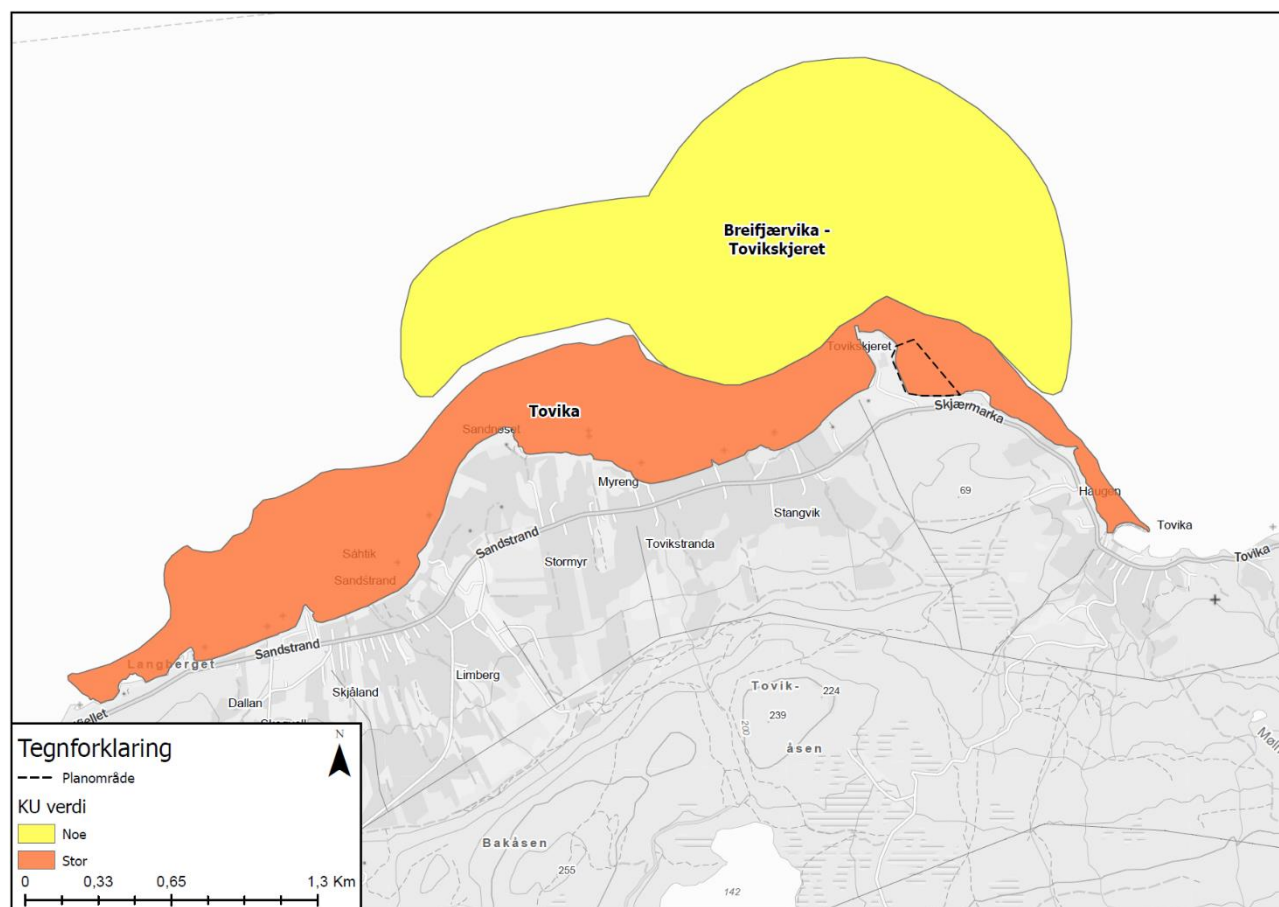 Breifjærvika -
Tovikskjeret
Tovikskjeret
Skjærmarka
Tovika
Sandneset
Myreng
69
Haugen
Tovika
Stangvik
Sandstrand
Tovikstranda
Tovika
Såhtik
Stormyr
Sandstrand
Sandstrand
Langberget
Limberg
Skjåland
Dallan
Tovik-
224
239
200
åsen
Bakåsen
255
142
Tegnforklaring
N
Planområde
KU verdi
Noe
Stor
0 0,33 0,65 1,3 Km